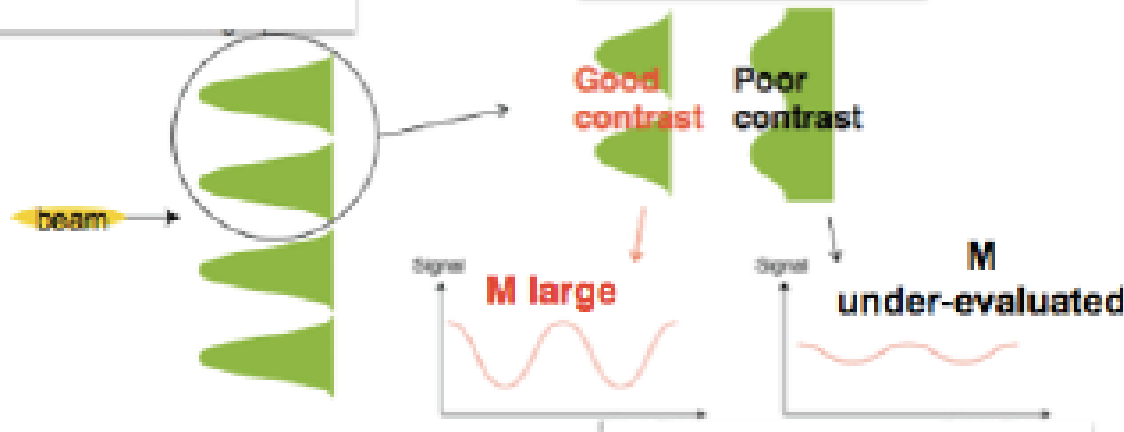 Good
contrast
Poor
contrast
beam
Signal
M large
Signal
M
under-evaluated